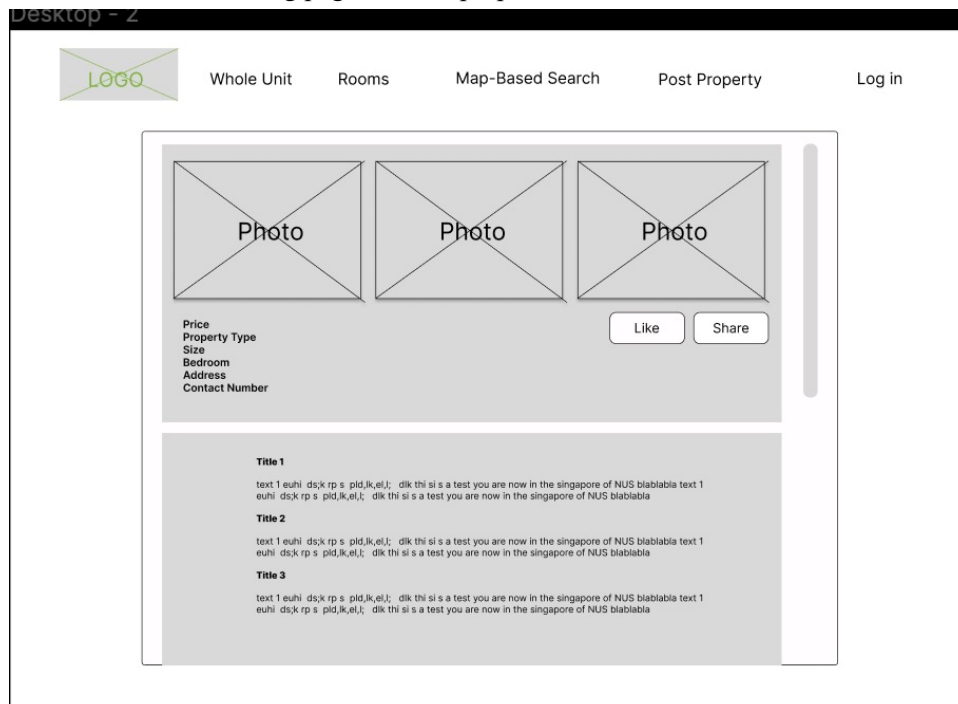 Desktop - 2
LOGO
Whole Unit
Rooms
Map-Based Search
Post Property
Log in
Photo
Photo
Photo
Price
Property Type
Size
Bedroom
Address
Contact Number
Like
Share
Title 1
text 1 euhi ds;k rp s pld,lk,el,l; dlk thi si s a test you are now in the singapore of NUS blablabla text 1
euhi ds;k rp s pld,lk,el,l; dlk thi si s a test you are now in the singapore of NUS blablabla
Title 2
text 1 euhi ds;k rp s pld,lk,el,l; dlk thi si s a test you are now in the singapore of NUS blablabla text 1
euhi ds;k rp s pld,lk,el,l; dlk thi si s a test you are now in the singapore of NUS blablabla
Title 3
text 1 euhi ds;k rp s pld,lk,el,l; dlk thi si s a test you are now in the singapore of NUS blablabla text 1
euhi ds;k rp s pld,lk,el,l; dlk thi si s a test you are now in the singapore of NUS blablabla